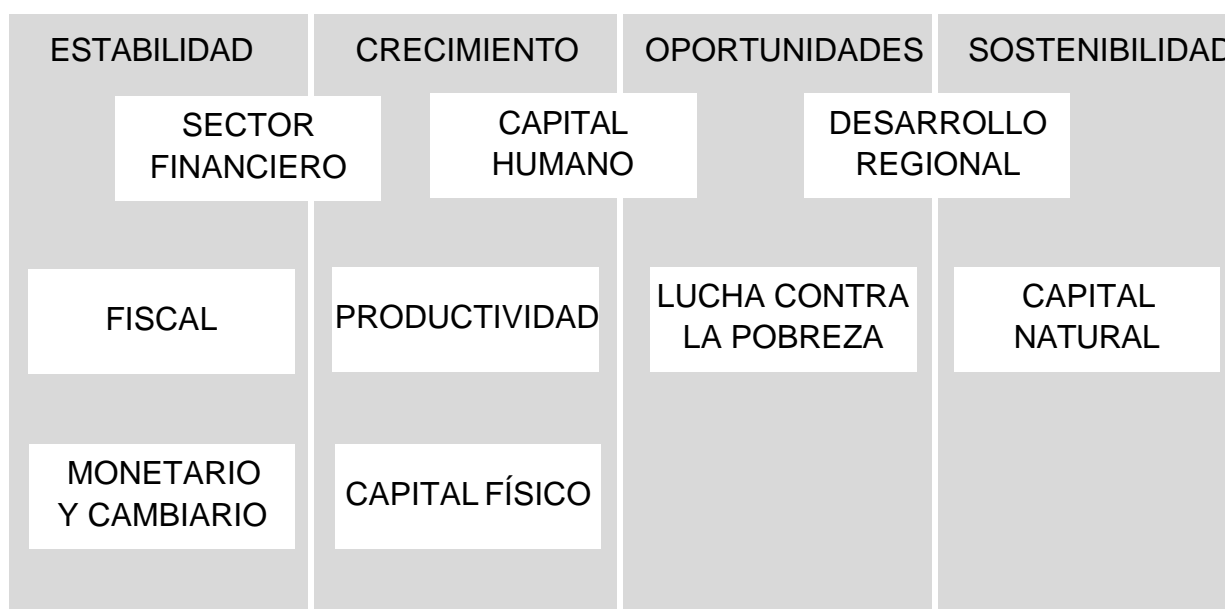 ESTABILIDAD
CRECIMIENTO
OPORTUNIDADES
SOSTENIBILIDAD
SECTOR
FINANCIERO
CAPITAL
HUMANO
DESARROLLO
REGIONAL
FISCAL
PRODUCTIVIDAD
LUCHA CONTRA
LA POBREZA
CAPITAL
NATURAL
MONETARIO
Y CAMBIARIO
CAPITAL FÍSICO